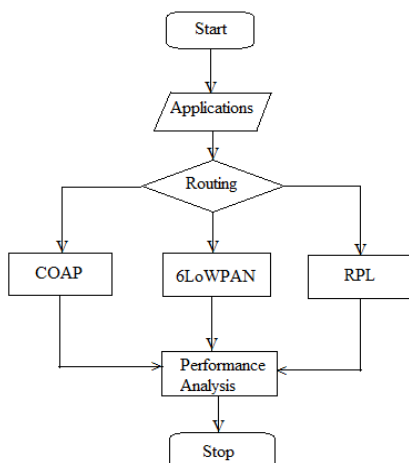 Start
Applications
Routing
COAP
6LoWPAN
RPL
Performance
Analysis
Stop